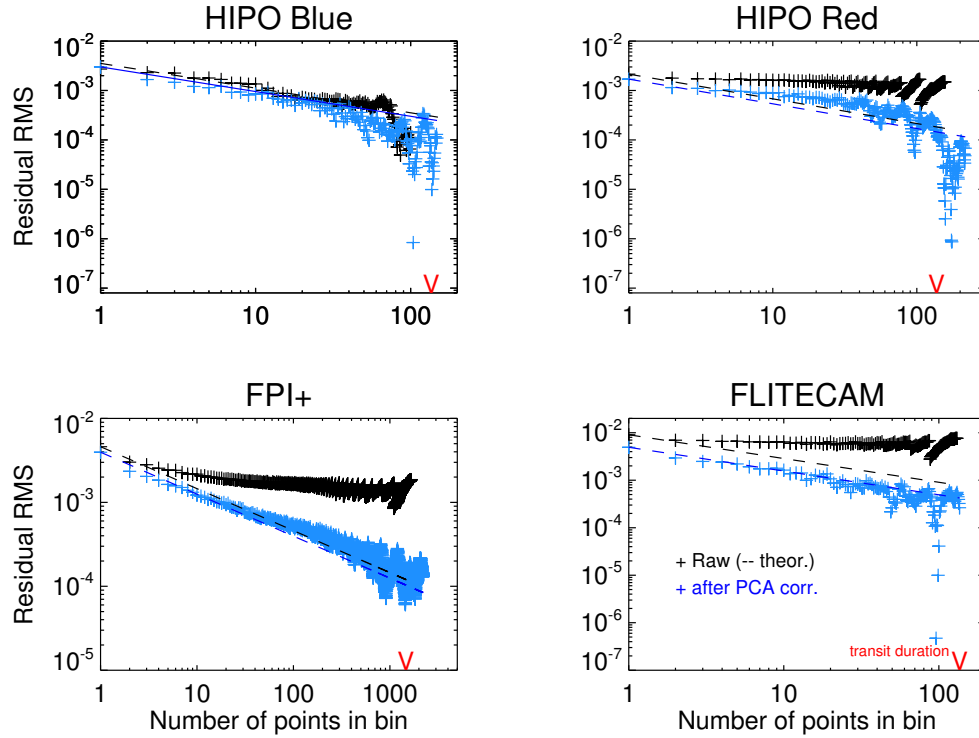 HIPO Blue
HIPO Red
Residual RMS
10-2
10-3
10-4
10-5
10-6
10-7
V
1
10
100
10-2
10-3
10-4
10-5
10-6
10-7
V
1
10
100
FPI+
FLITECAM
Residual RMS
10-2
10-3
10-4
10-5
V
1
10
100
1000
Number of points in bin
10-2
10-3
10-4
10-5
10-6
10-7
+ Raw (-- theor.)
+ after PCA corr.
transit duration
V
1
10
100
Number of points in bin